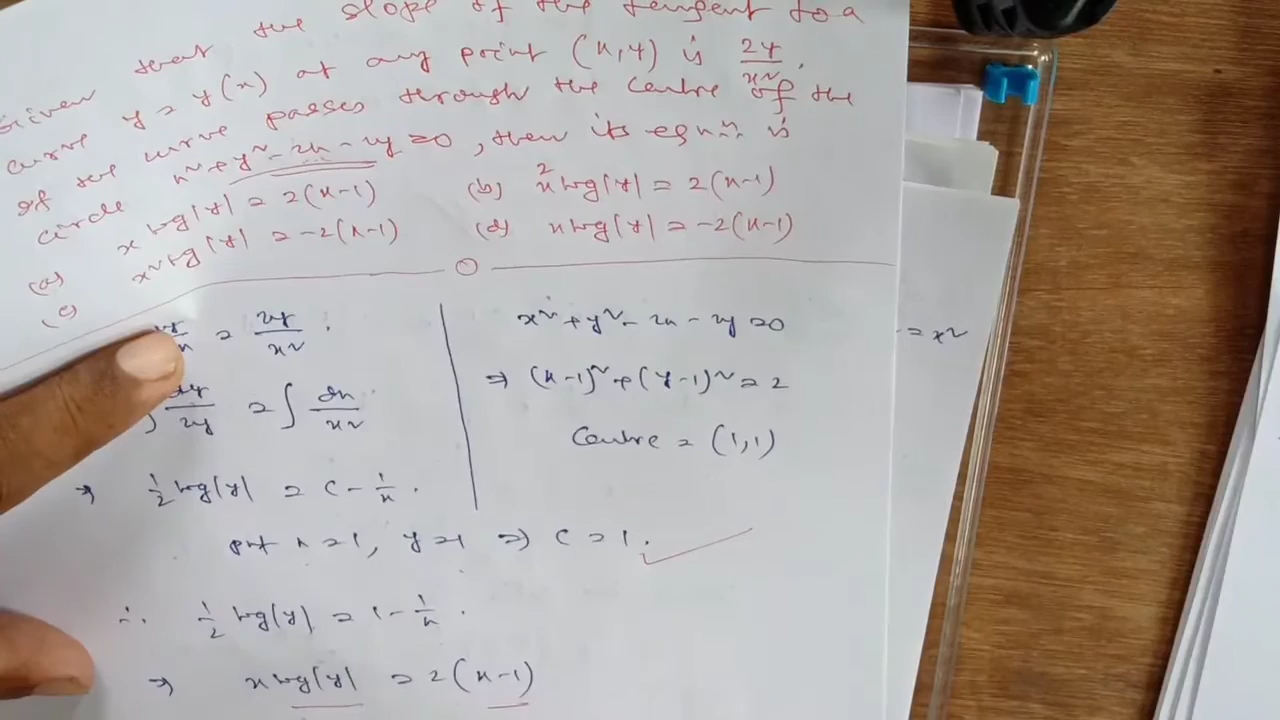 Given that the slope of the tangent to a
curve y = y(x) at any point (x,y) is 2y/x².
of the curve passes through the centre of the
circle x²+y²-2x-2y=0, then its eqn is
(a) x log|y| = 2(x-1) (b) x² log|y| = 2(x-1)
(c) x² log|y| = -2(x-1) (d) x log|y| = -2(x-1)
= 2y/x².
∫ dy/2y = ∫ dx/x²
⇒ ½ log|y| = c - 1/x.
put x=1, y=1 ⇒ c=1.
∴ ½ log|y| = 1 - 1/x.
⇒ x log|y| = 2(x-1)
x²+y²-2x-2y=0
⇒ (x-1)²+(y-1)²=2
Centre = (1,1)
= x²